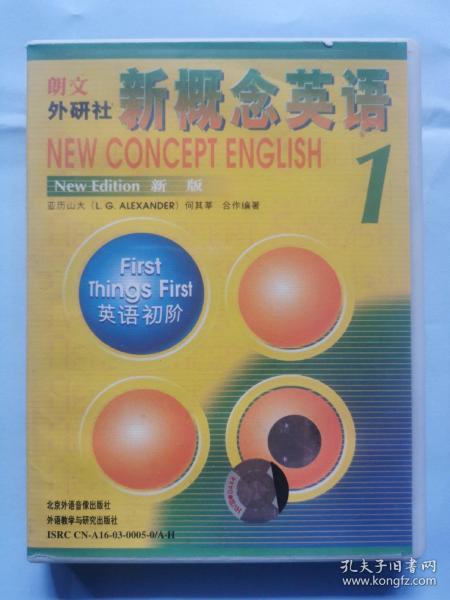 朗文
外研社 新概念英语
NEW CONCEPT ENGLISH
1
New Edition 新 版
亚历山大（L. G. ALEXANDER）何其莘 合作编著
First
Things First
英语初阶
北京外语音像出版社
外语教学与研究出版社
ISRC CN-A16-03-0005-0/A·H
孔夫子旧书网
www.kongfz.com